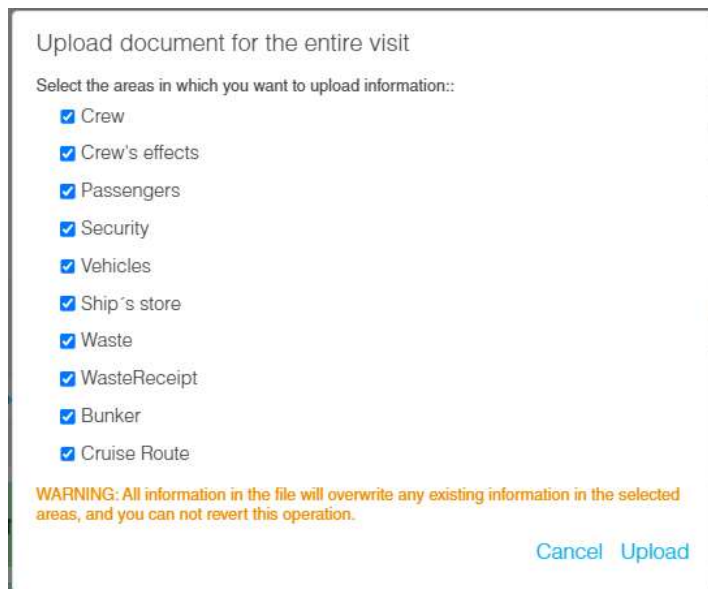 Upload document for the entire visit
Select the areas in which you want to upload information::
Crew
Crew's effects
Passengers
Security
Vehicles
Ship´s store
Waste
WasteReceipt
Bunker
Cruise Route
WARNING: All information in the file will overwrite any existing information in the selected
areas, and you can not revert this operation.
Cancel Upload